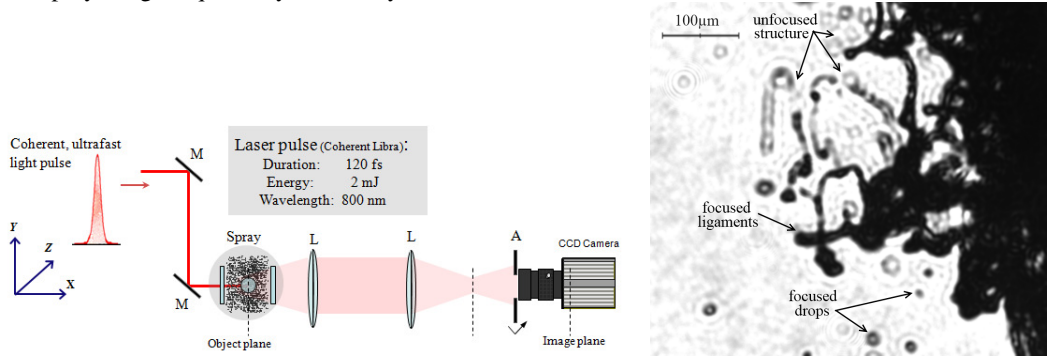 Coherent, ultrafast
light pulse
M
Laser pulse (Coherent Libra):
Duration: 120 fs
Energy: 2 mJ
Wavelength: 800 nm
Y
Z
X
M
Spray
L
L
A
CCD Camera
Object plane
Image plane
100µm
unfocused
structure
focused
ligaments
focused
drops